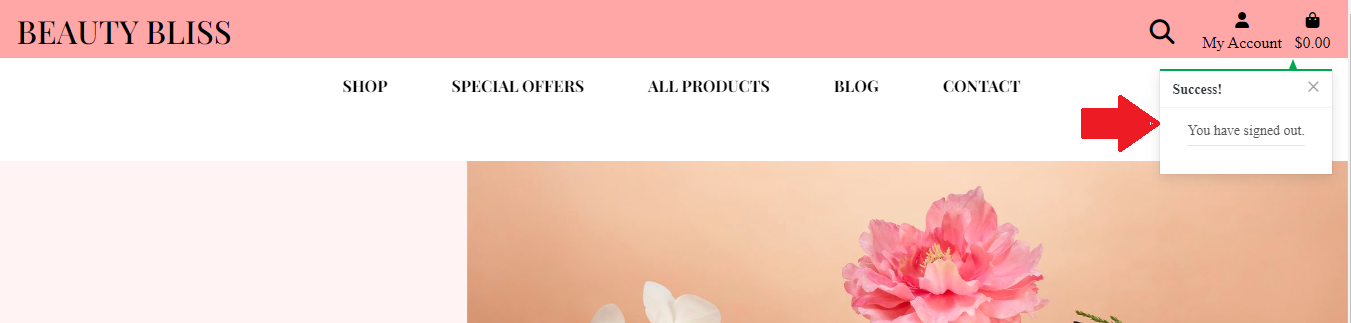 BEAUTY BLISS
My Account $0.00
SHOP SPECIAL OFFERS ALL PRODUCTS BLOG CONTACT
Success!
You have signed out.